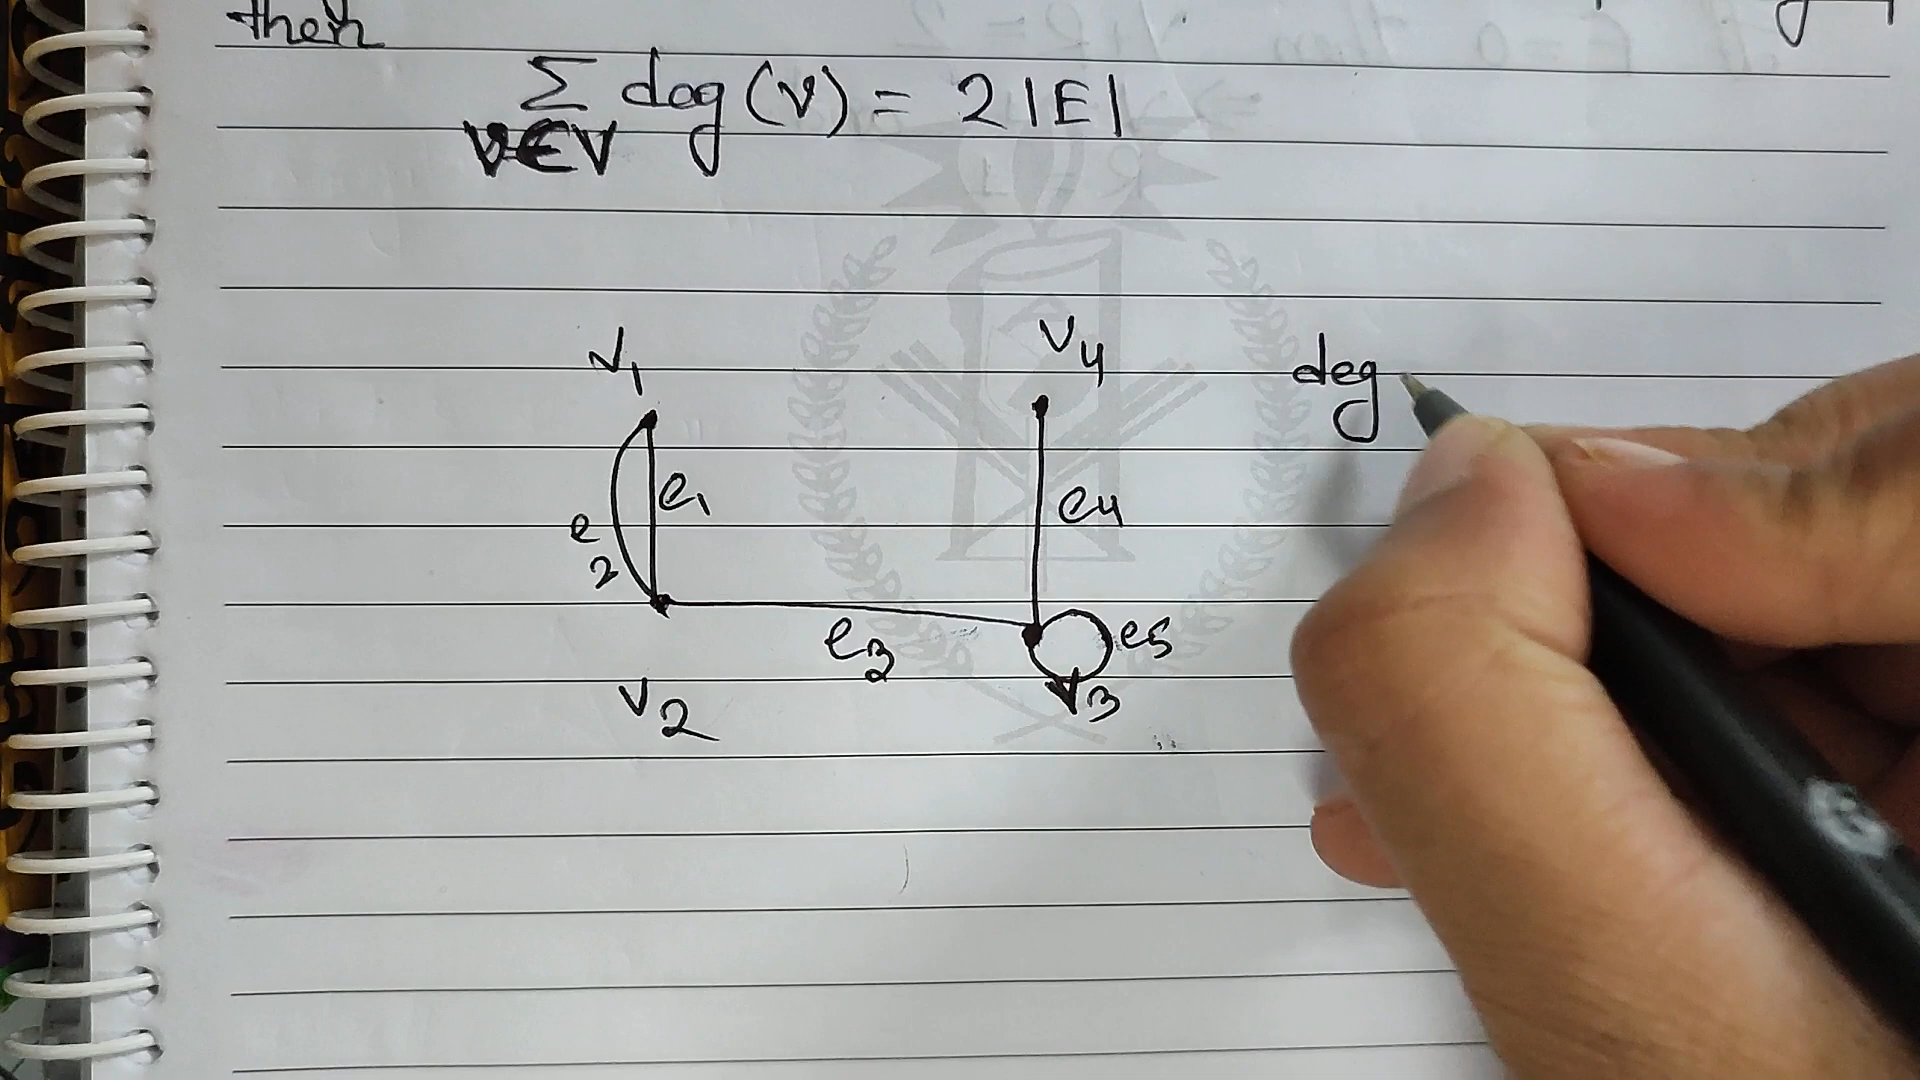 then
Σ deg (v) = 2|E|
v∈V
v1
v4
deg
e1
e4
e2
e3
e5
v2
v3